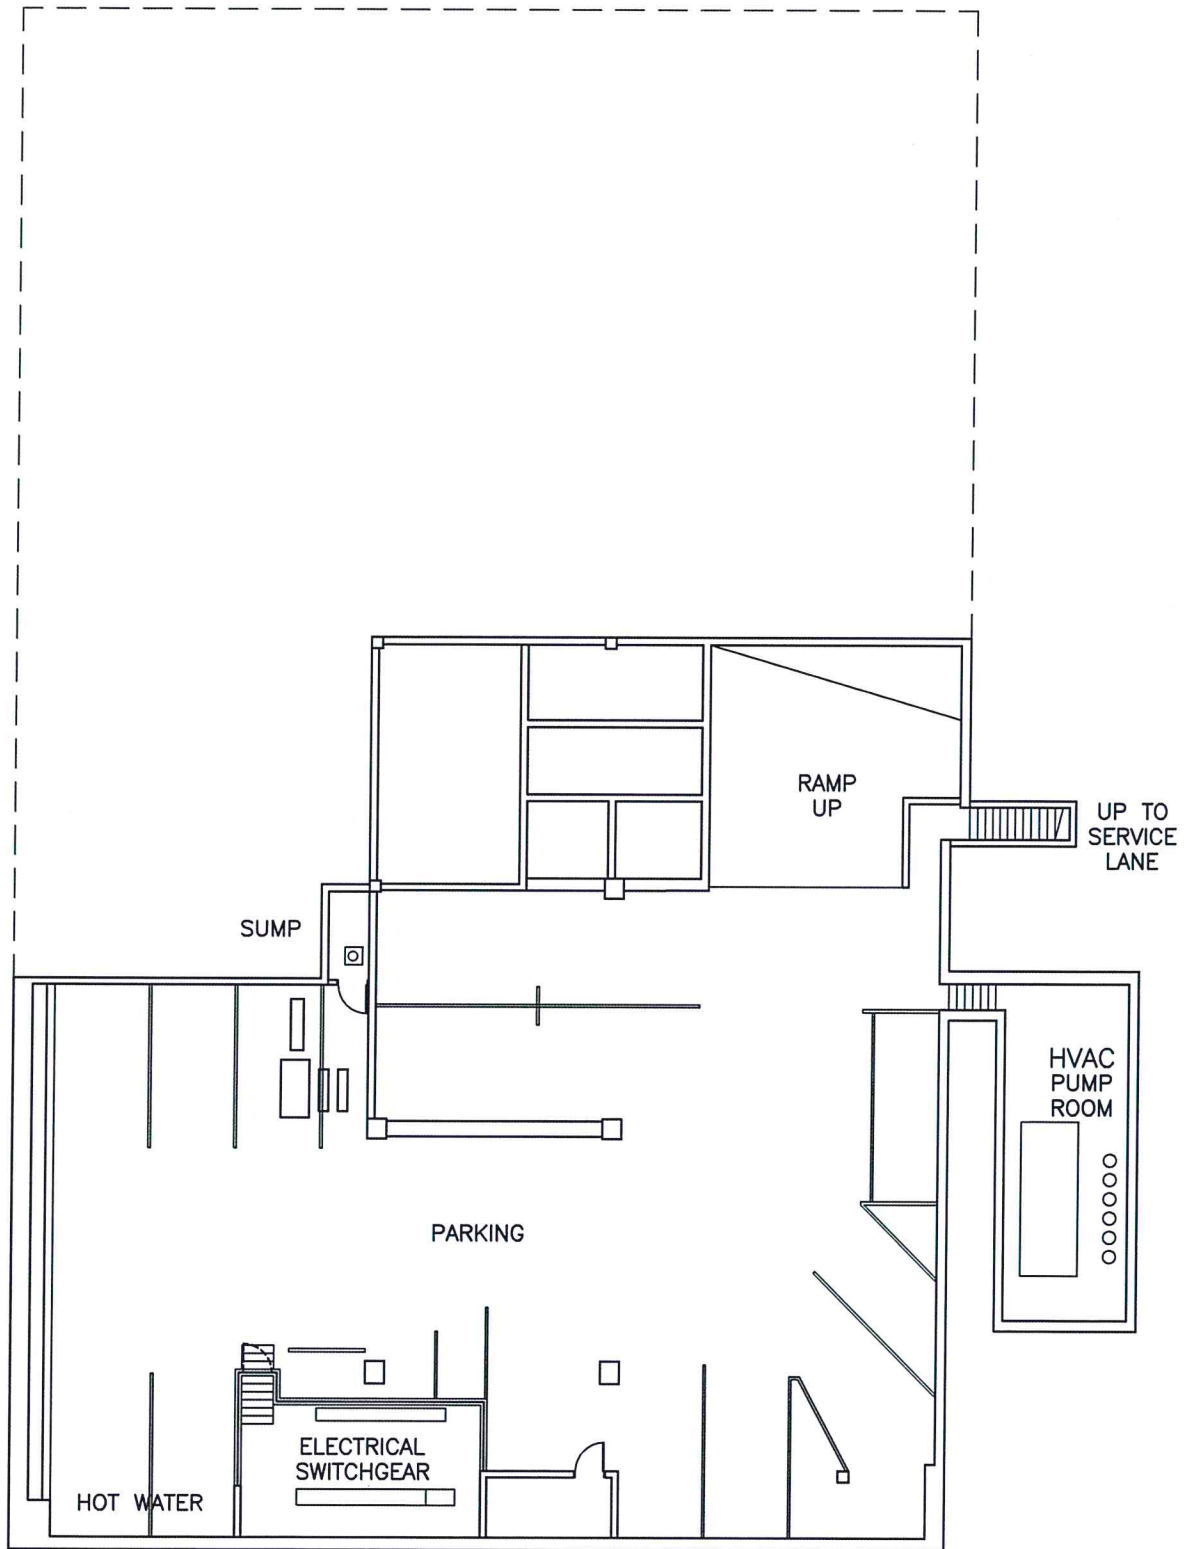 RAMP
UP
UP TO
SERVICE
LANE
SUMP
HVAC
PUMP
ROOM
PARKING
ELECTRICAL
SWITCHGEAR
HOT WATER